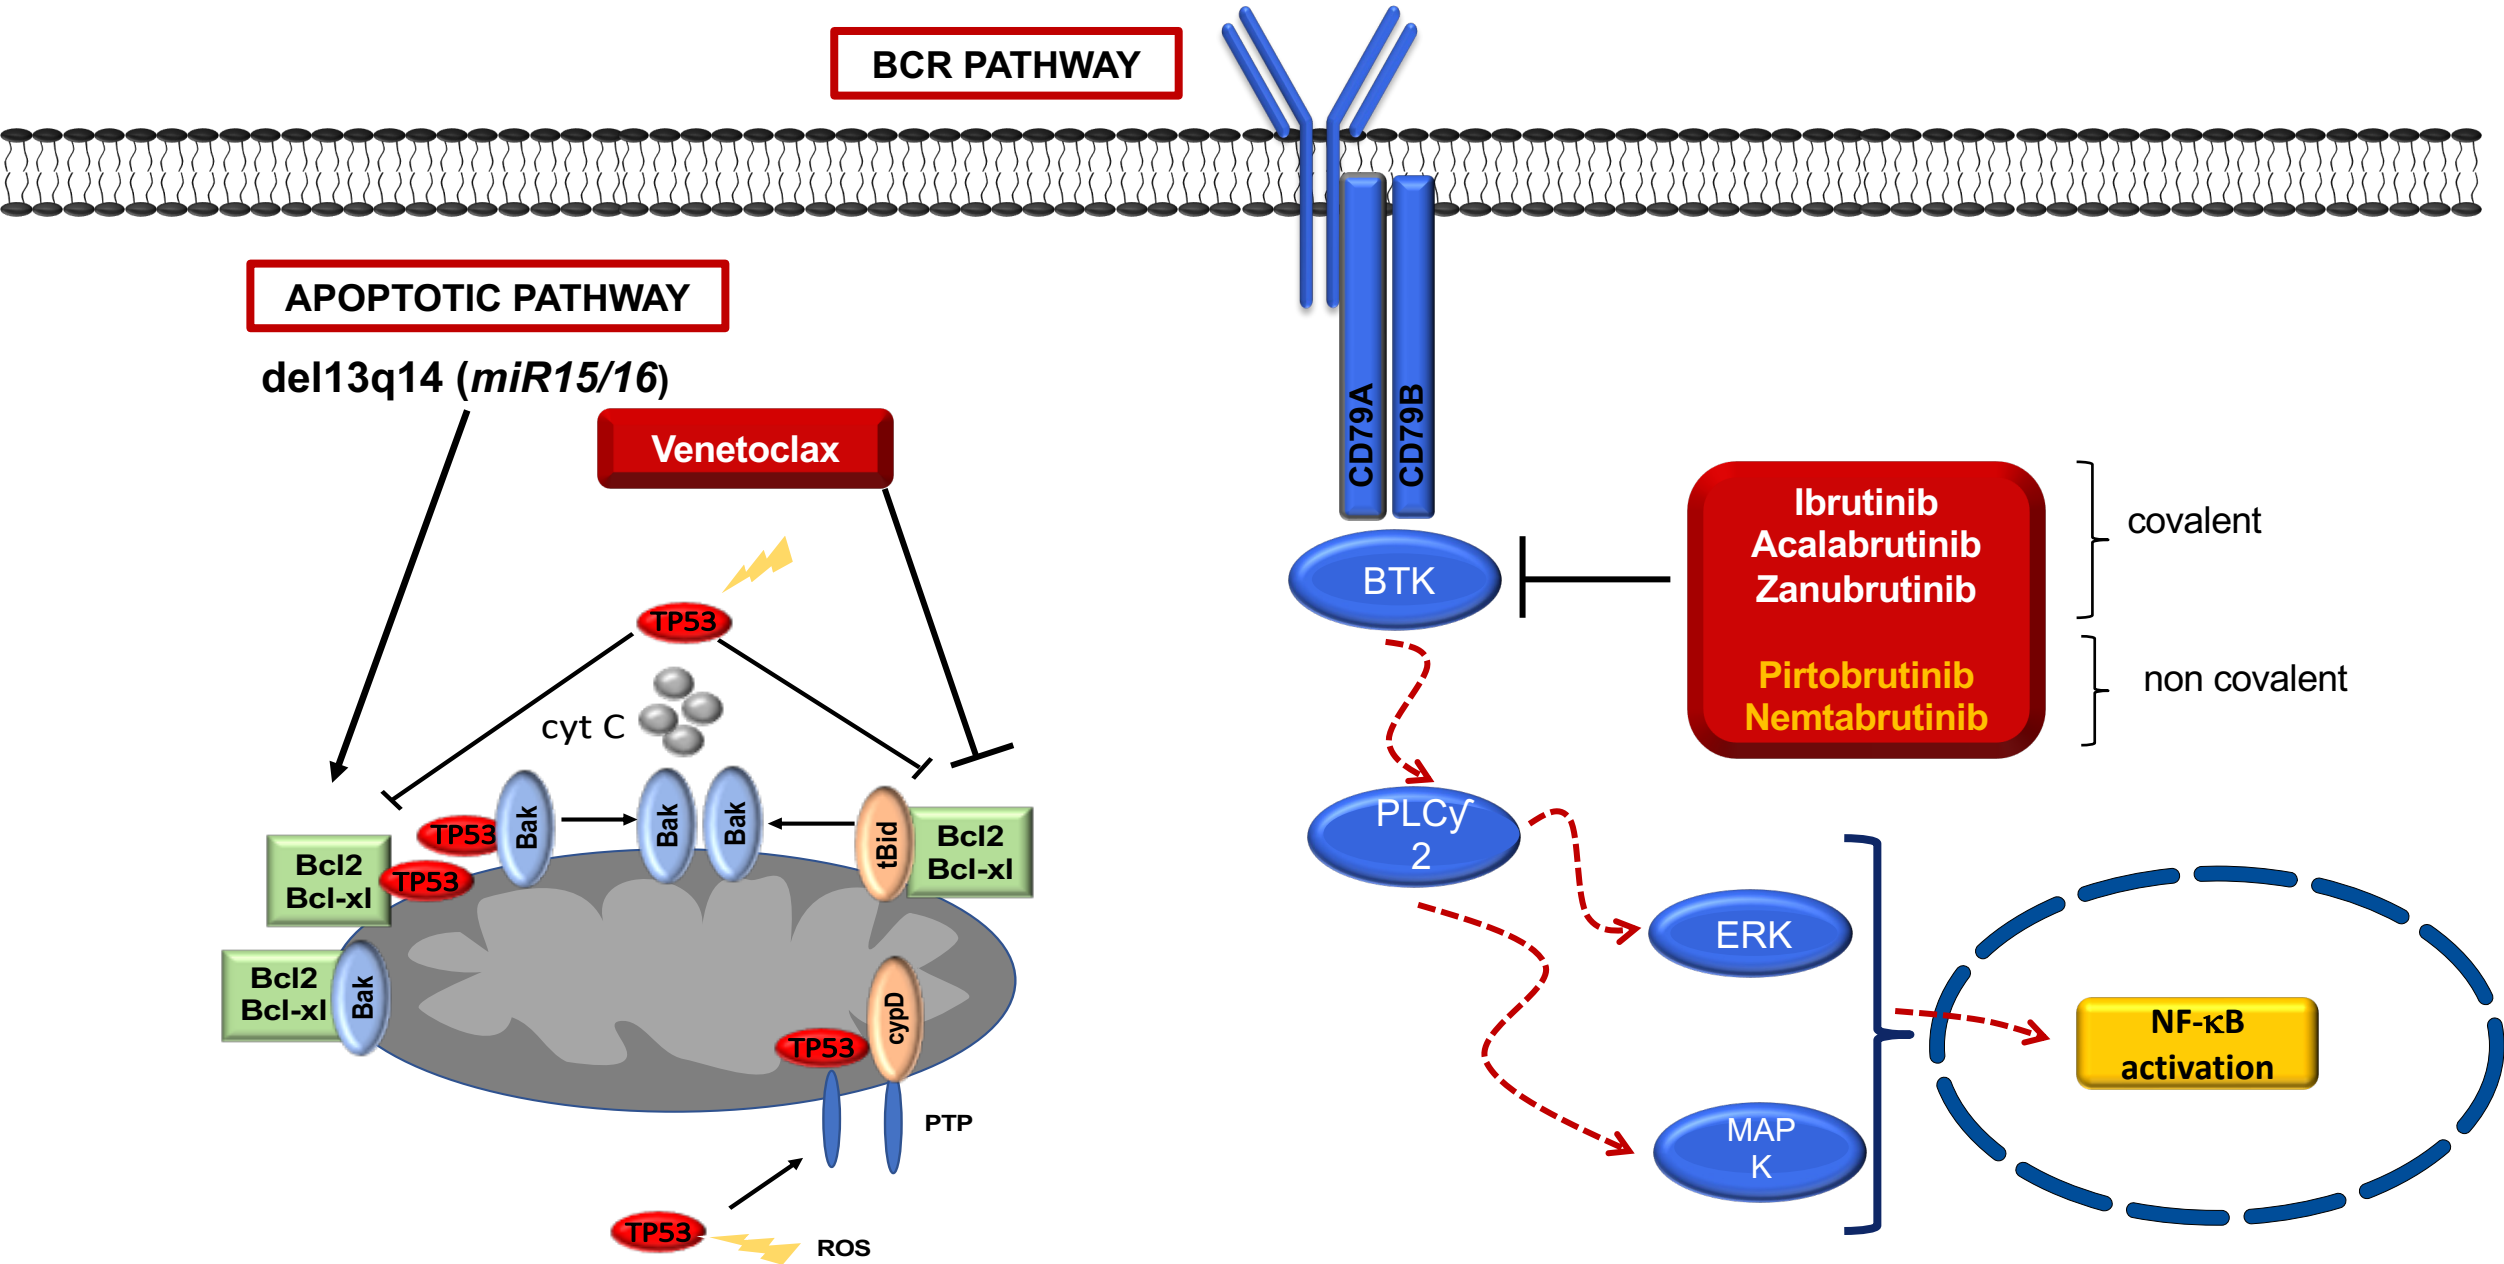 BCR PATHWAY
APOPTOTIC PATHWAY
del13q14 (miR15/16)
Venetoclax
TP53
cyt C
TP53
Bak
Bak
Bak
tBid
Bcl2
Bcl-xl
Bcl2
Bcl-xl
TP53
Bcl2
Bcl-xl
Bak
cypD
TP53
PTP
TP53
ROS
CD79A
CD79B
BTK
Ibrutinib
Acalabrutinib
Zanubrutinib
covalent
Pirtobrutinib
Nemtabrutinib
non covalent
PLCƴ
2
ERK
MAP
K
NF-κB
activation